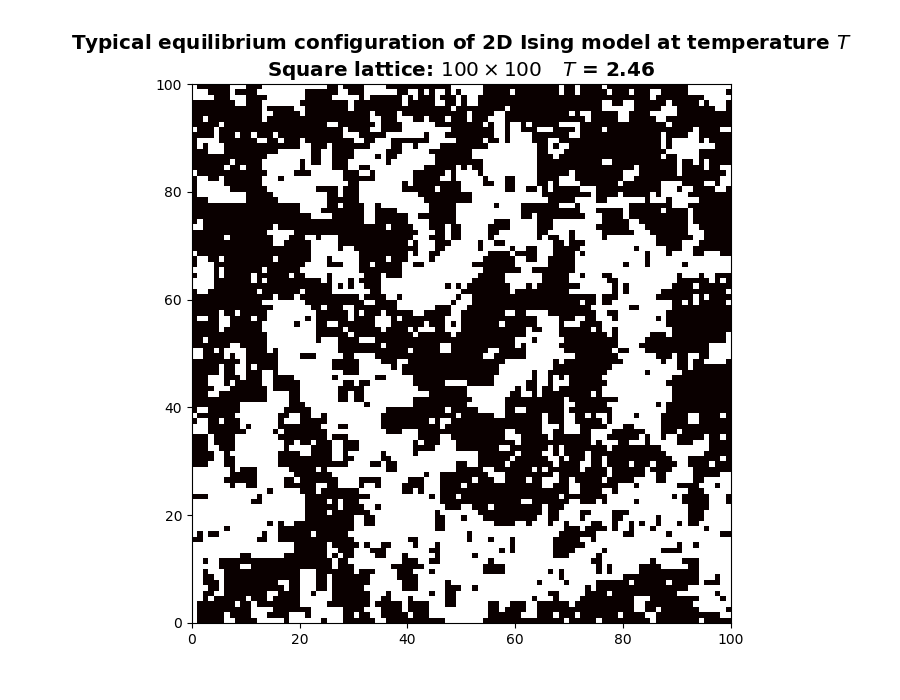 Typical equilibrium configuration of 2D Ising model at temperature T
Square lattice: 100 × 100 T = 2.46
100
80
60
40
20
0
0 20 40 60 80 100